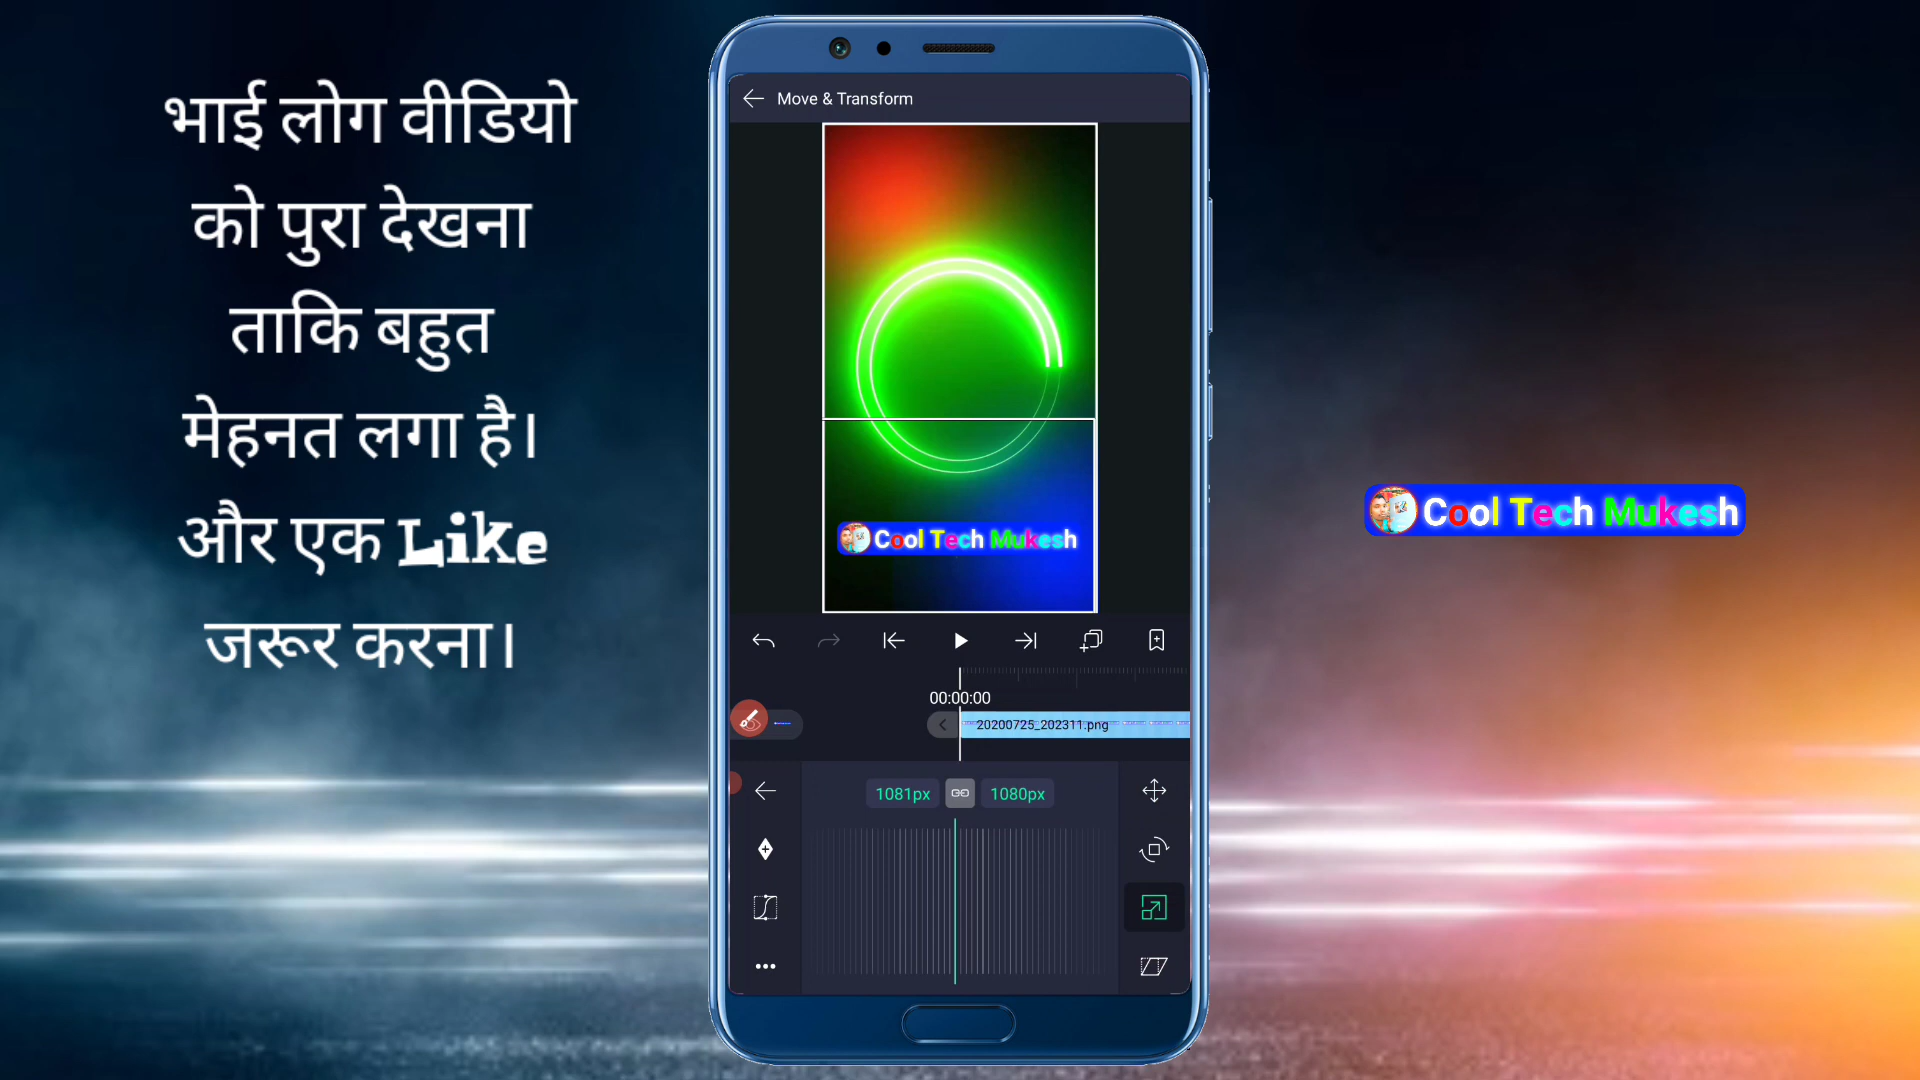 भाई लोग वीडियो
को पुरा देखना
ताकि बहुत
मेहनत लगा है।
और एक Like
जरूर करना।
Move & Transform
Cool Tech Mukesh
00:00:00
20200725_202311.png
1081px 1080px
Cool Tech Mukesh